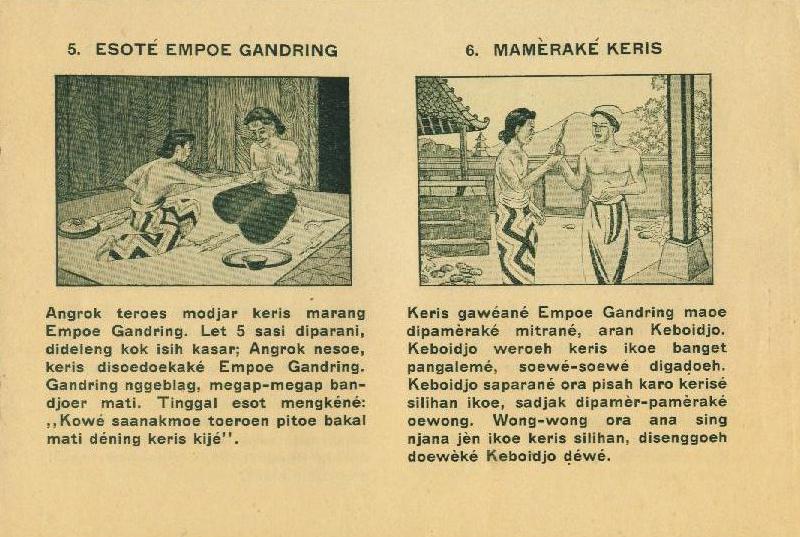 5. ESOTÉ EMPOE GANDRING
Angrok teroes modjar keris marang
Empoe Gandring. Let 5 sasi diparani,
dideleng kok isih kasar; Angrok nesoe,
keris disoedoekaké Empoe Gandring.
Gandring nggeblag, megap-megap ban-
djoer mati. Tinggal esot mengkéné:
,,Kowé saanakmoe toeroen pitoe bakal
mati déning keris kijé”.
6. MAMÈRAKÉ KERIS
Keris gawéané Empoe Gandring maoe
dipamèraké mitrané, aran Keboidjo.
Keboidjo weroeh keris ikoe banget
pangalemé, soewé-soewé digaḍoeh.
Keboidjo saparané ora pisah karo kerisé
silihan ikoe, sadjak dipamèr-pamèraké
oewong. Wong-wong ora ana sing
njana jèn ikoe keris silihan, disenggoeh
doewèké Keboidjo ḍéwé.